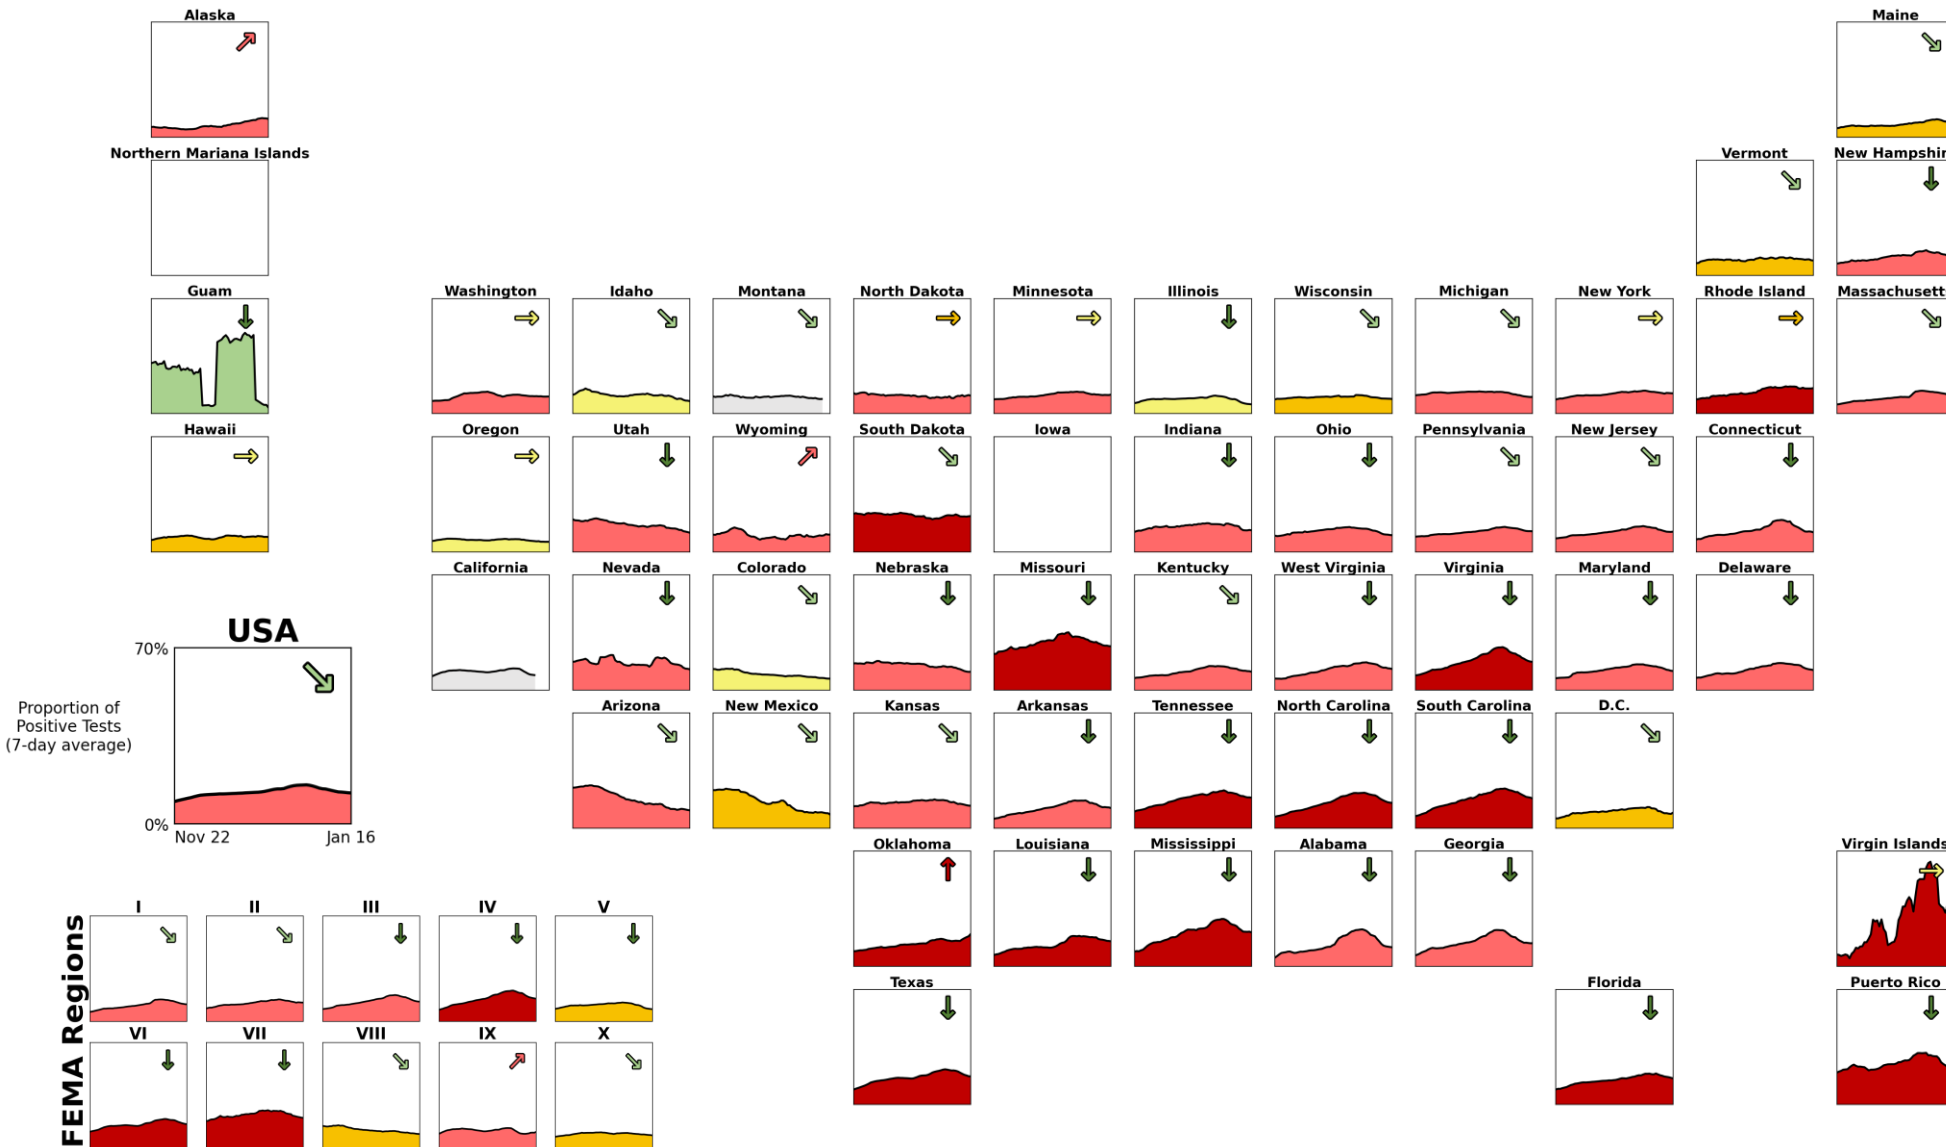 Alaska
Maine
Northern Mariana Islands
Vermont
New Hampshir
Guam
Washington
Idaho
Montana
North Dakota
Minnesota
Illinois
Wisconsin
Michigan
New York
Rhode Island
Massachusett
Hawaii
Oregon
Utah
Wyoming
South Dakota
Iowa
Indiana
Ohio
Pennsylvania
New Jersey
Connecticut
California
Nevada
Colorado
Nebraska
Missouri
Kentucky
West Virginia
Virginia
Maryland
Delaware
USA
70%
Proportion of
Positive Tests
(7-day average)
0%
Nov 22
Jan 16
Arizona
New Mexico
Kansas
Arkansas
Tennessee
North Carolina
South Carolina
D.C.
Oklahoma
Louisiana
Mississippi
Alabama
Georgia
Virgin Islands
Texas
Florida
Puerto Rico
FEMA Regions
I
II
III
IV
V
VI
VII
VIII
IX
X